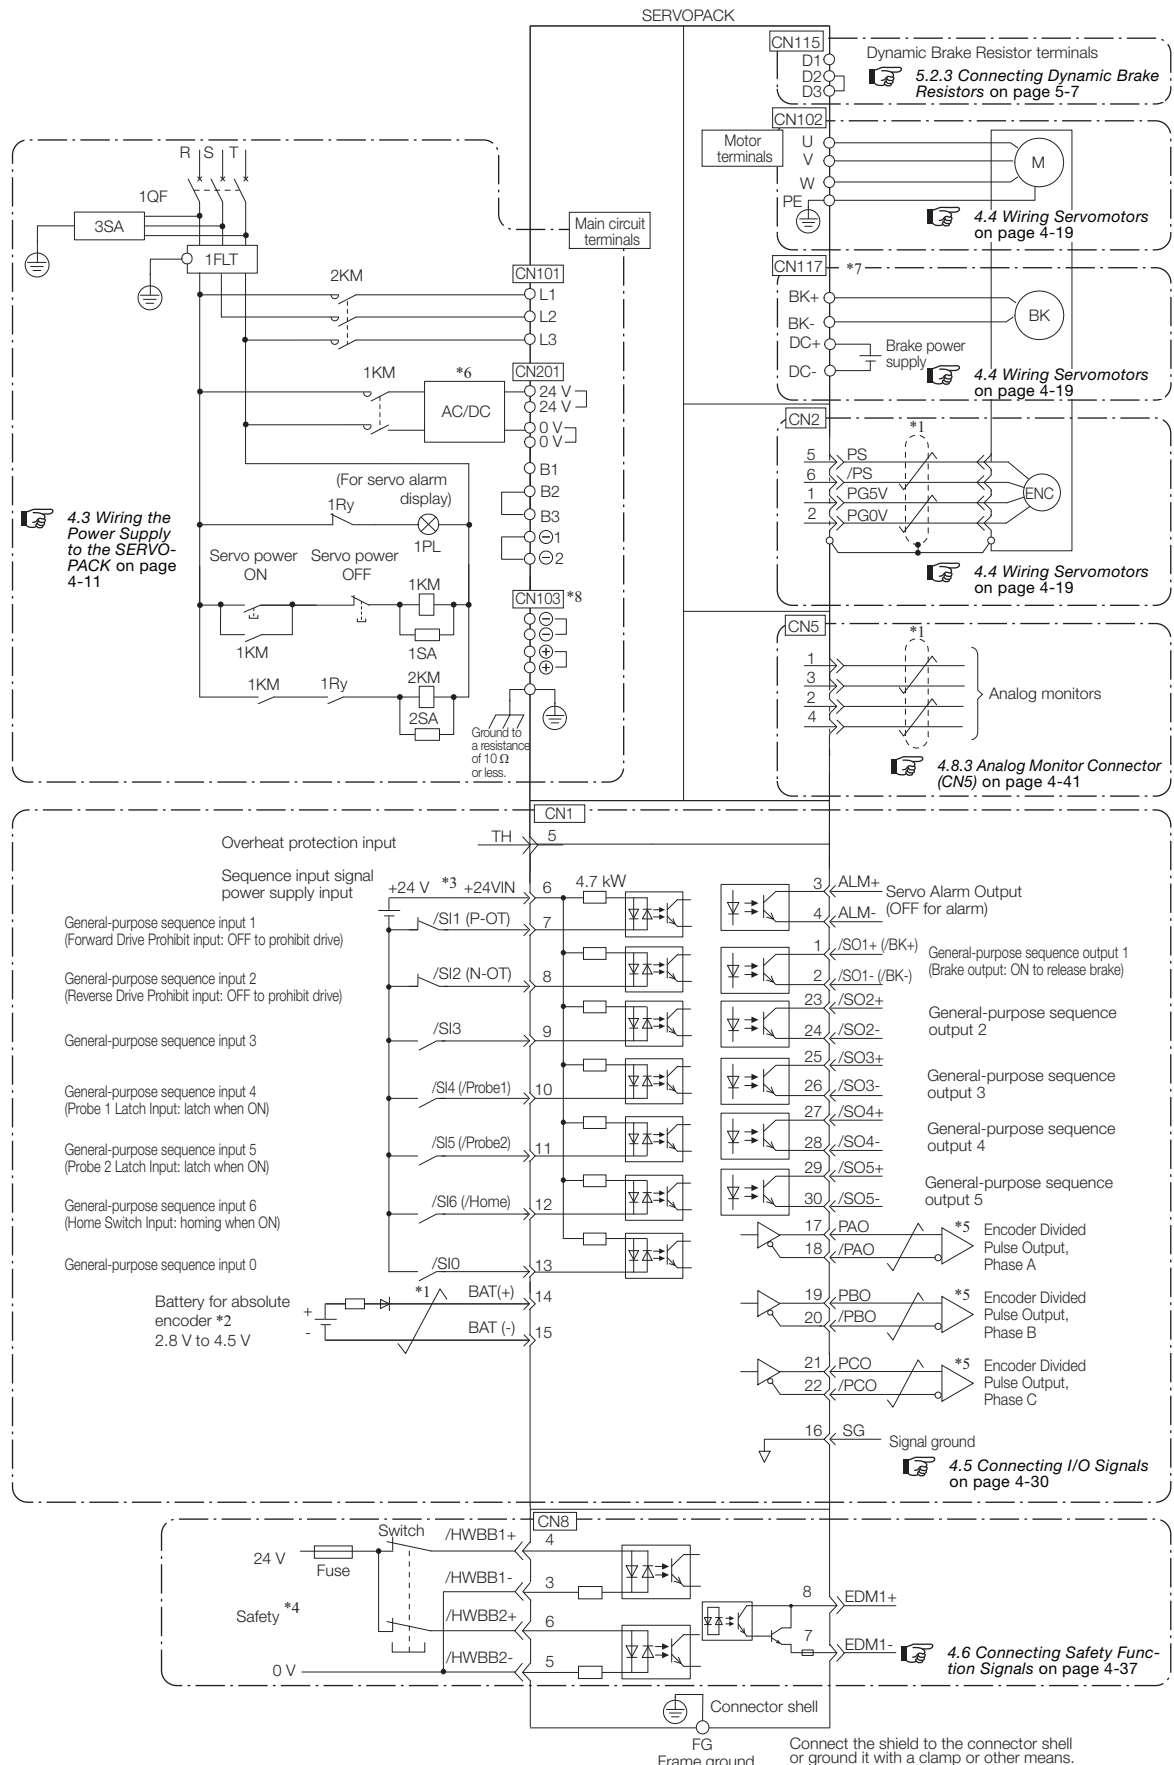 SERVOPACK
CN115
D1
D2
D3
Dynamic Brake Resistor terminals
5.2.3 Connecting Dynamic Brake
Resistors on page 5-7
CN102
Motor
terminals
U
V
W
PE
M
4.4 Wiring Servomotors
on page 4-19
R S T
1QF
3SA
1FLT
Main circuit
terminals
2KM
CN101
L1
L2
L3
CN117 *7
BK+
BK-
DC+
DC-
BK
Brake power
supply
4.4 Wiring Servomotors
on page 4-19
1KM
*6
AC/DC
CN201
24 V
24 V
0 V
0 V
B1
B2
B3
⊖1
⊖2
(For servo alarm
display)
1Ry
1PL
4.3 Wiring the
Power Supply
to the SERVO-
PACK on page
4-11
Servo power
ON
Servo power
OFF
1KM
1KM
1SA
1KM
1Ry
2KM
2SA
CN103 *8
⊖
⊖
⊕
⊕
Ground to
a resistance
of 10 Ω
or less.
CN2
*1
5 PS
6 /PS
1 PG5V
2 PG0V
ENC
4.4 Wiring Servomotors
on page 4-19
CN5
*1
1
3
2
4
Analog monitors
4.8.3 Analog Monitor Connector
(CN5) on page 4-41
CN1
Overheat protection input
TH 5
Sequence input signal
power supply input
+24 V *3 +24VIN 6
4.7 kW
General-purpose sequence input 1
(Forward Drive Prohibit input: OFF to prohibit drive)
/SI1 (P-OT) 7
General-purpose sequence input 2
(Reverse Drive Prohibit input: OFF to prohibit drive)
/SI2 (N-OT) 8
General-purpose sequence input 3
/SI3 9
General-purpose sequence input 4
(Probe 1 Latch Input: latch when ON)
/SI4 (/Probe1) 10
General-purpose sequence input 5
(Probe 2 Latch Input: latch when ON)
/SI5 (/Probe2) 11
General-purpose sequence input 6
(Home Switch Input: homing when ON)
/SI6 (/Home) 12
General-purpose sequence input 0
/SI0 13
Battery for absolute
encoder *2
2.8 V to 4.5 V
+
-
*1
BAT(+) 14
BAT (-) 15
3 ALM+
4 ALM-
Servo Alarm Output
(OFF for alarm)
1 /SO1+ (/BK+)
2 /SO1- (/BK-)
General-purpose sequence output 1
(Brake output: ON to release brake)
23 /SO2+
24 /SO2-
General-purpose sequence
output 2
25 /SO3+
26 /SO3-
General-purpose sequence
output 3
27 /SO4+
28 /SO4-
General-purpose sequence
output 4
29 /SO5+
30 /SO5-
General-purpose sequence
output 5
17 PAO
18 /PAO
*5 Encoder Divided
Pulse Output,
Phase A
19 PBO
20 /PBO
*5 Encoder Divided
Pulse Output,
Phase B
21 PCO
22 /PCO
*5 Encoder Divided
Pulse Output,
Phase C
16 SG
Signal ground
4.5 Connecting I/O Signals
on page 4-30
CN8
Switch
24 V
Fuse
Safety *4
0 V
/HWBB1+ 4
/HWBB1- 3
/HWBB2+ 6
/HWBB2- 5
8 EDM1+
7 EDM1-
4.6 Connecting Safety Func-
tion Signals on page 4-37
Connector shell
FG
Frame ground
Connect the shield to the connector shell
or ground it with a clamp or other means.